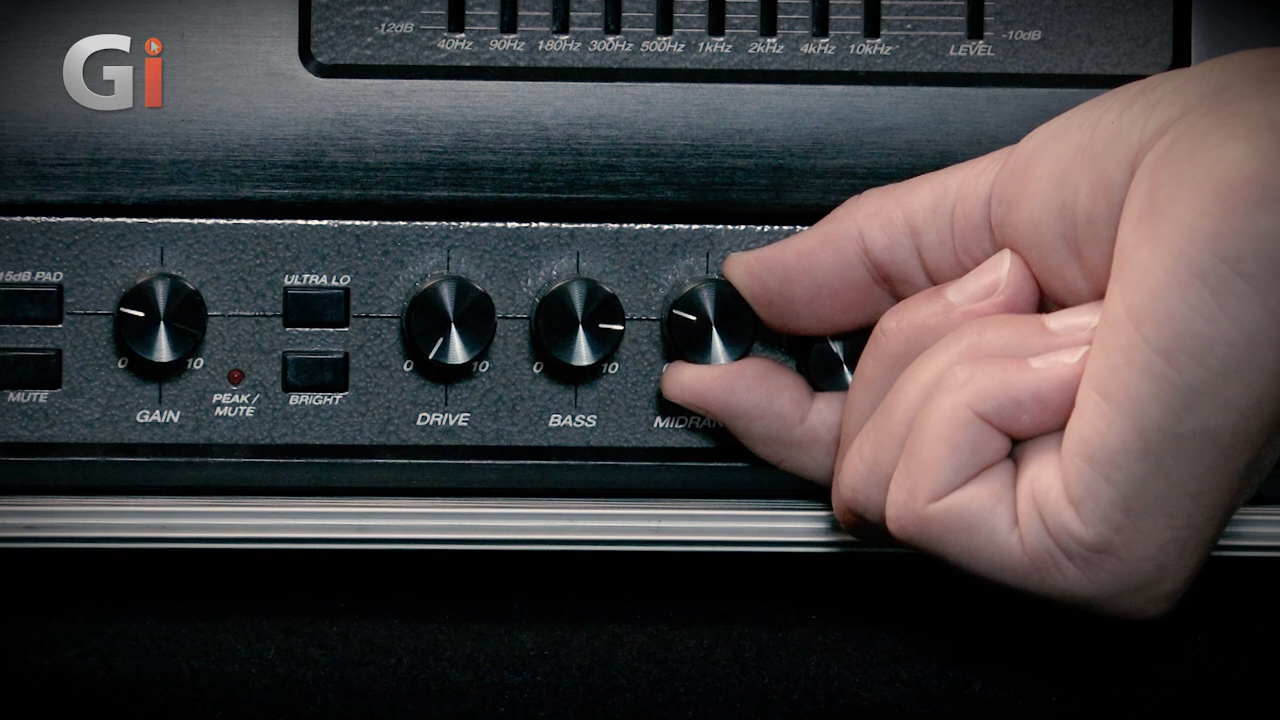 Gi
-12dB
-10dB
40Hz 90Hz 180Hz 300Hz 500Hz 1kHz 2kHz 4kHz 10kHz LEVEL
15dB PAD
ULTRA LO
0 10
0 10
0 10
MUTE
PEAK /
MUTE
BRIGHT
GAIN
DRIVE
BASS